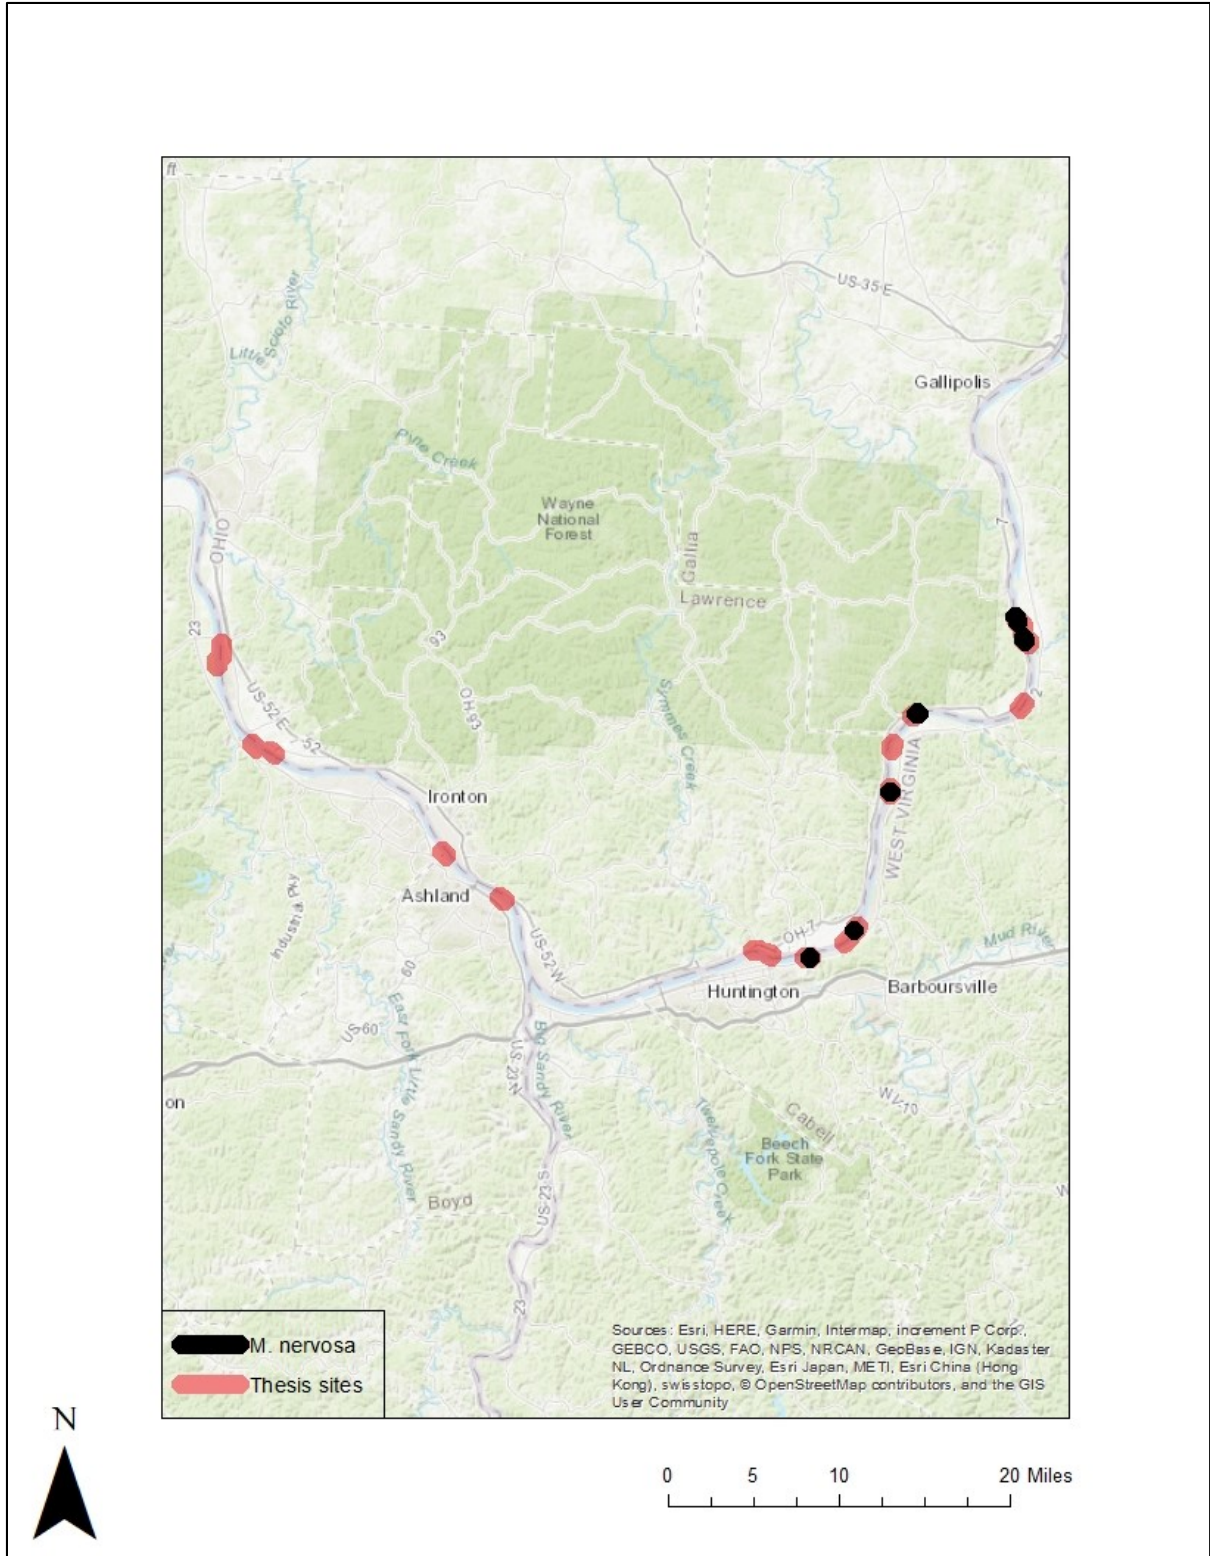 ft
US-35-E
Little Scioto River
Gallipolis
Pine Creek
Wayne
National
Forest
OHIO
7
Gallia
Lawrence
23
93
US-52-E
52
OH-93
Symmes Creek
2
WEST VIRGINIA
Ironton
Ashland
Industrial Pky
US-52-W
OH-7
Mud River
Huntington
Barboursville
60
US-60
East Fork Little Sandy River
US-23-N
Big Sandy River
on
Twelvepole Creek
Cabell
WV-10
Beech
Fork State
Park
W
Boyd
US-23-S
23
M. nervosa
Thesis sites
Sources: Esri, HERE, Garmin, Intermap, increment P Corp.,
GEBCO, USGS, FAO, NPS, NRCAN, GeoBase, IGN, Kadaster
NL, Ordnance Survey, Esri Japan, METI, Esri China (Hong
Kong), swisstopo, © OpenStreetMap contributors, and the GIS
User Community
N
0 5 10 20 Miles